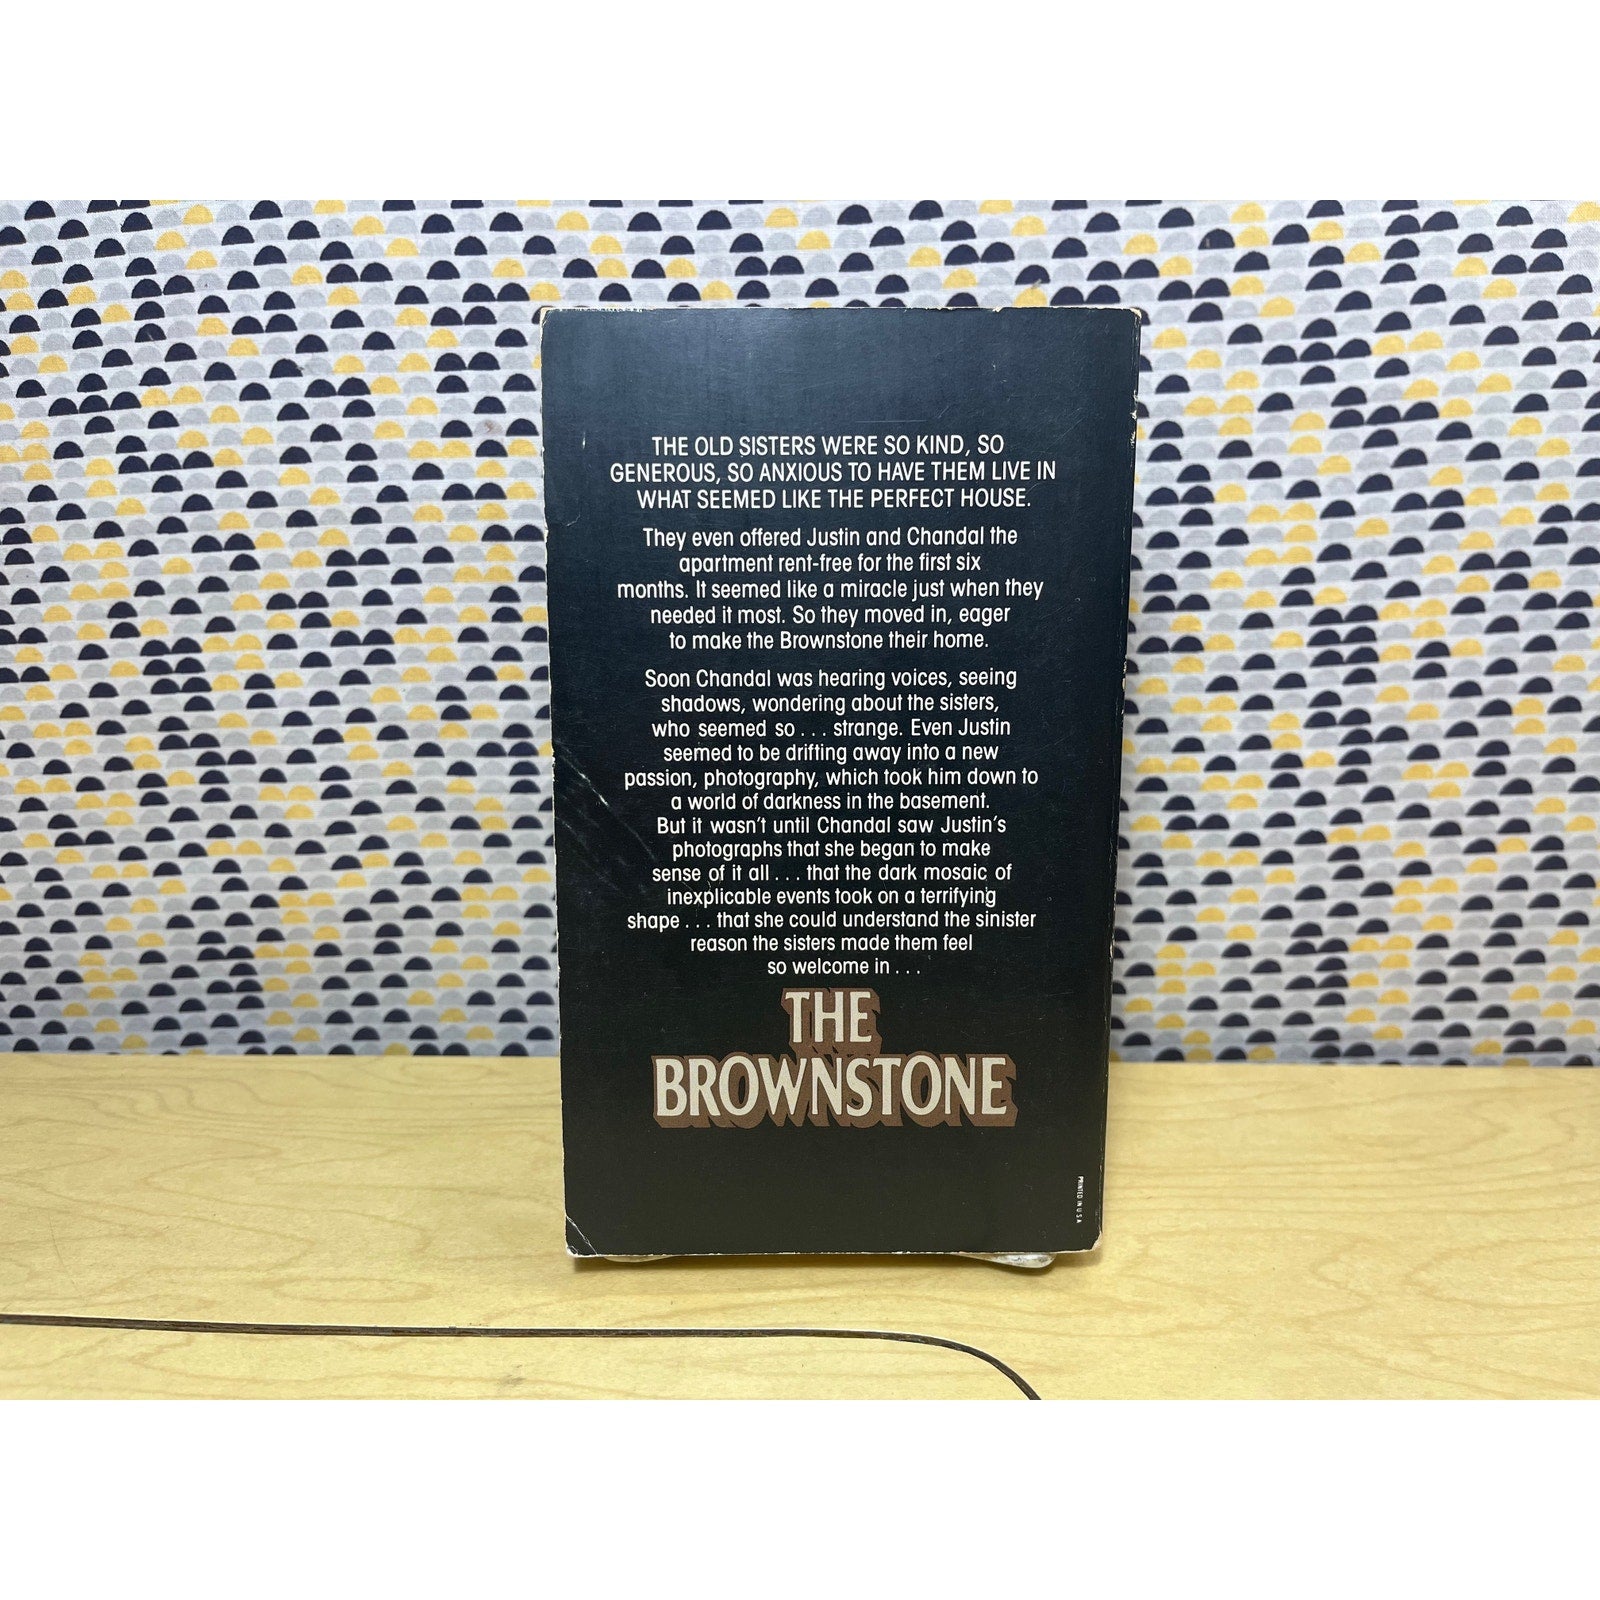 THE OLD SISTERS WERE SO KIND, SO
GENEROUS, SO ANXIOUS TO HAVE THEM LIVE IN
WHAT SEEMED LIKE THE PERFECT HOUSE.
They even offered Justin and Chandal the
apartment rent-free for the first six
months. It seemed like a miracle just when they
needed it most. So they moved in, eager
to make the Brownstone their home.
Soon Chandal was hearing voices, seeing
shadows, wondering about the sisters,
who seemed so . . . strange. Even Justin
seemed to be drifting away into a new
passion, photography, which took him down to
a world of darkness in the basement.
But it wasn't until Chandal saw Justin's
photographs that she began to make
sense of it all . . . that the dark mosaic of
inexplicable events took on a terrifying
shape . . . that she could understand the sinister
reason the sisters made them feel
so welcome in . . .
THE
BROWNSTONE
PRINTED IN U.S.A.